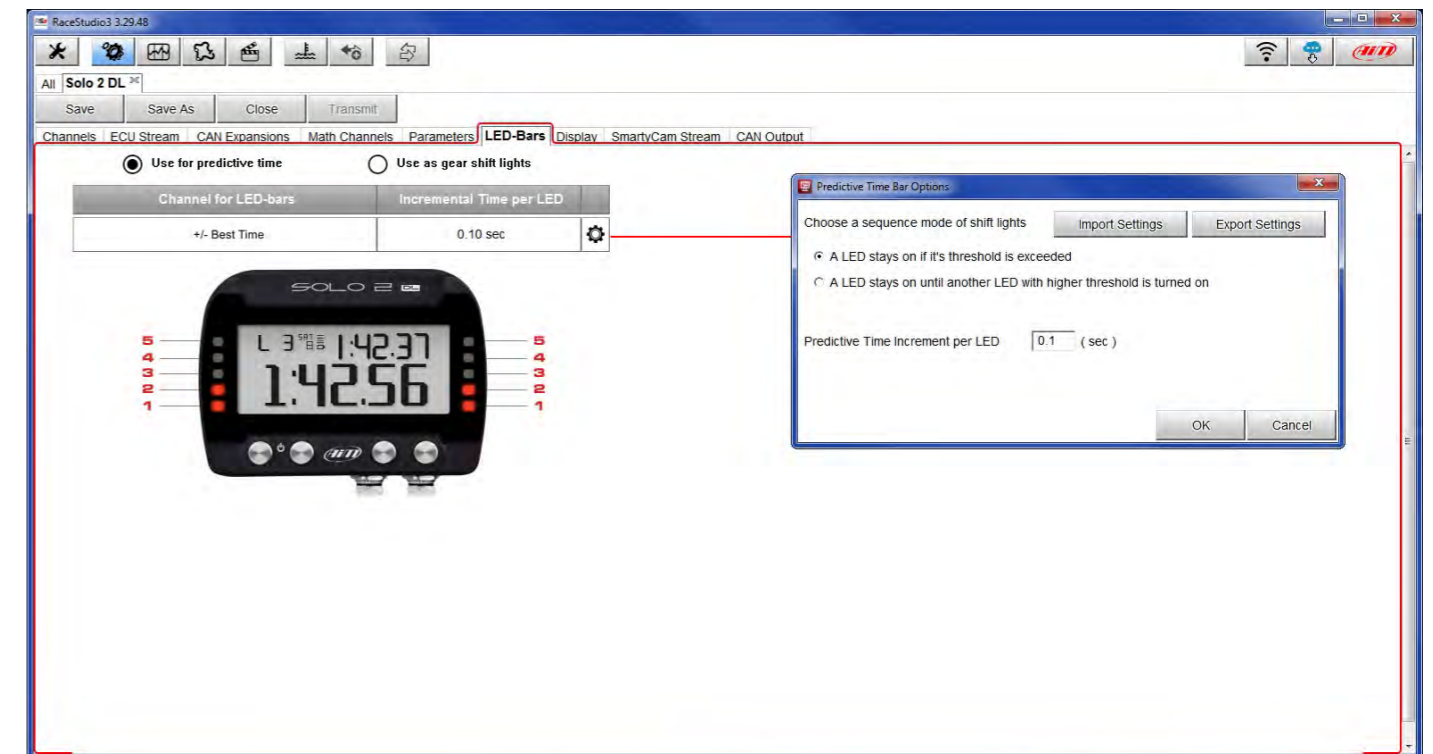 RaceStudio3 3.29.48
AiM
All Solo 2 DL
Save Save As Close Transmit
Channels ECU Stream CAN Expansions Math Channels Parameters LED-Bars Display SmartyCam Stream CAN Output
Use for predictive time Use as gear shift lights
Channel for LED-bars Incremental Time per LED
+/- Best Time 0.10 sec
SOLO 2 DL
L 3 1:42.37
1:42.56
5 5
4 4
3 3
2 2
1 1
AiM
Predictive Time Bar Options
Choose a sequence mode of shift lights Import Settings Export Settings
A LED stays on if it's threshold is exceeded
A LED stays on until another LED with higher threshold is turned on
Predictive Time Increment per LED 0.1 ( sec )
OK Cancel